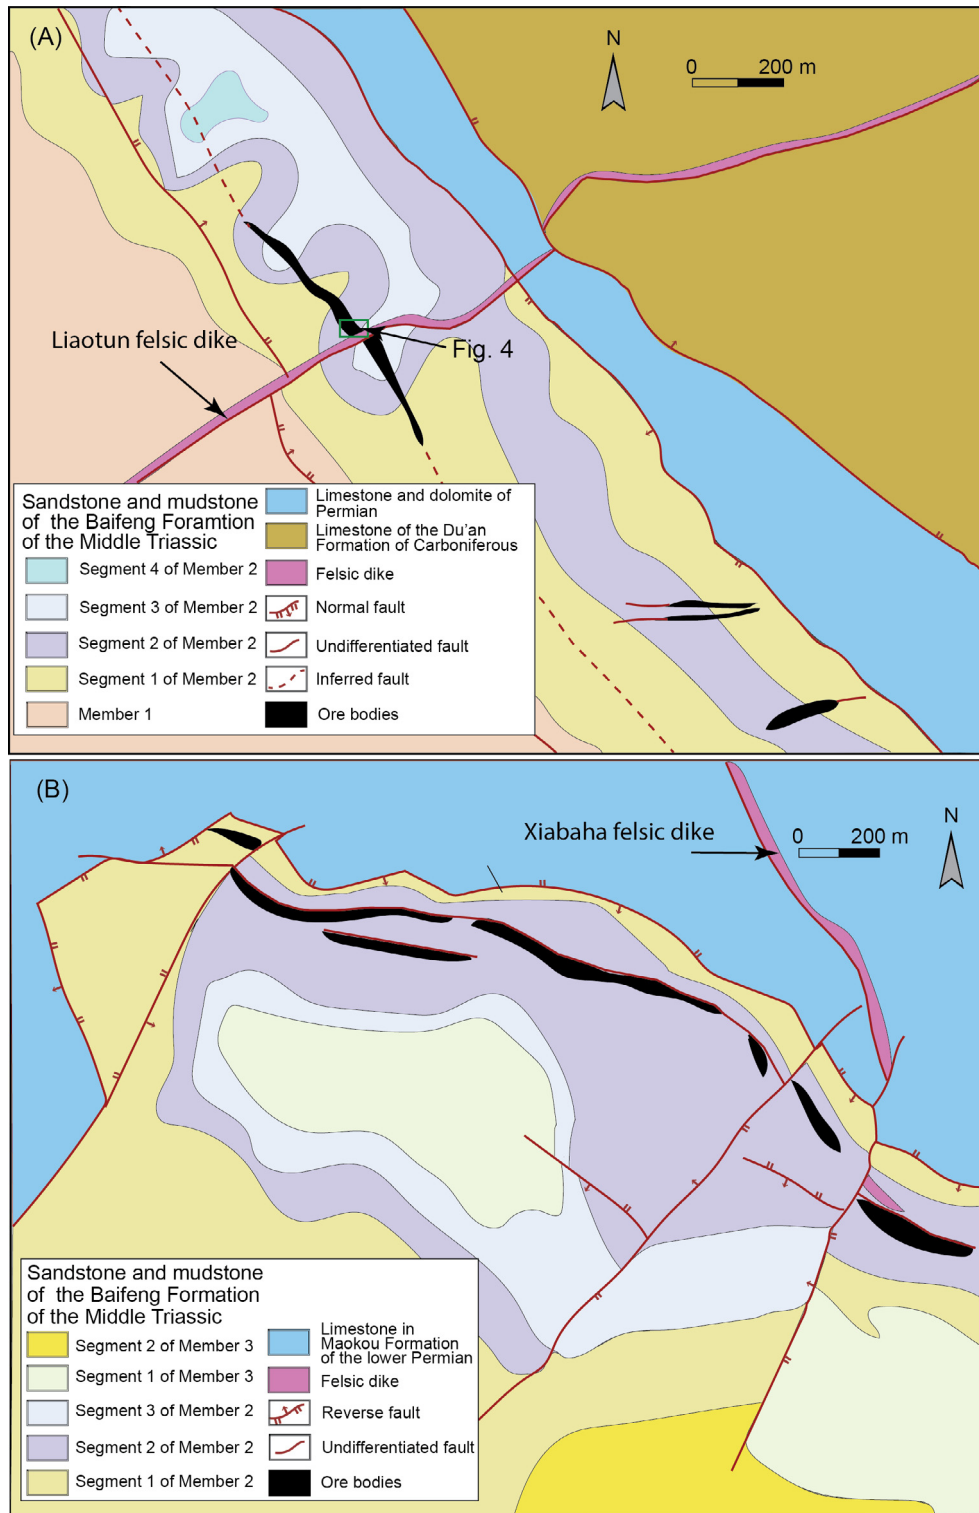 (A)
N
0 200 m
Liaotun felsic dike
Fig. 4
Sandstone and mudstone
of the Baifeng Foramtion
of the Middle Triassic
Segment 4 of Member 2
Segment 3 of Member 2
Segment 2 of Member 2
Segment 1 of Member 2
Member 1
Limestone and dolomite of
Permian
Limestone of the Du'an
Formation of Carboniferous
Felsic dike
Normal fault
Undifferentiated fault
Inferred fault
Ore bodies
(B)
Xiabaha felsic dike
0 200 m
N
Sandstone and mudstone
of the Baifeng Formation
of the Middle Triassic
Segment 2 of Member 3
Segment 1 of Member 3
Segment 3 of Member 2
Segment 2 of Member 2
Segment 1 of Member 2
Limestone in
Maokou Formation
of the lower Permian
Felsic dike
Reverse fault
Undifferentiated fault
Ore bodies